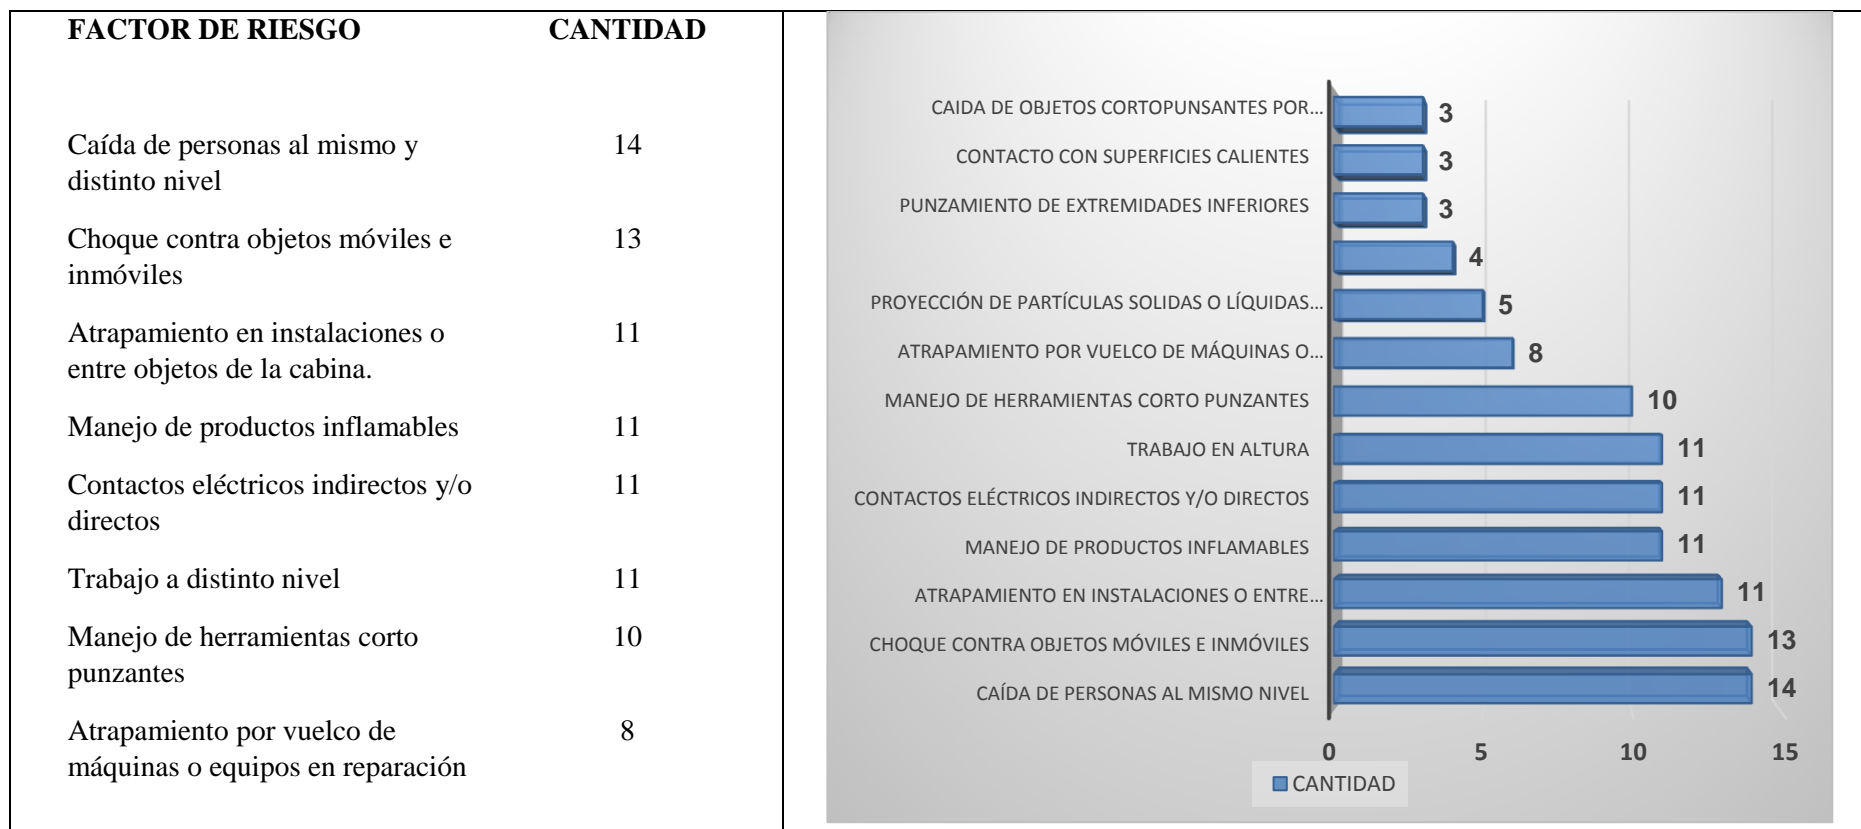 FACTOR DE RIESGO CANTIDAD
Caída de personas al mismo y 14
distinto nivel
Choque contra objetos móviles e 13
inmóviles
Atrapamiento en instalaciones o 11
entre objetos de la cabina.
Manejo de productos inflamables 11
Contactos eléctricos indirectos y/o 11
directos
Trabajo a distinto nivel 11
Manejo de herramientas corto 10
punzantes
Atrapamiento por vuelco de 8
máquinas o equipos en reparación
CAIDA DE OBJETOS CORTOPUNSANTES POR... 3
CONTACTO CON SUPERFICIES CALIENTES 3
PUNZAMIENTO DE EXTREMIDADES INFERIORES 3
4
PROYECCIÓN DE PARTÍCULAS SOLIDAS O LÍQUIDAS... 5
ATRAPAMIENTO POR VUELCO DE MÁQUINAS O... 8
MANEJO DE HERRAMIENTAS CORTO PUNZANTES 10
TRABAJO EN ALTURA 11
CONTACTOS ELÉCTRICOS INDIRECTOS Y/O DIRECTOS 11
MANEJO DE PRODUCTOS INFLAMABLES 11
ATRAPAMIENTO EN INSTALACIONES O ENTRE... 11
CHOQUE CONTRA OBJETOS MÓVILES E INMÓVILES 13
CAÍDA DE PERSONAS AL MISMO NIVEL 14
0 5 10 15
CANTIDAD